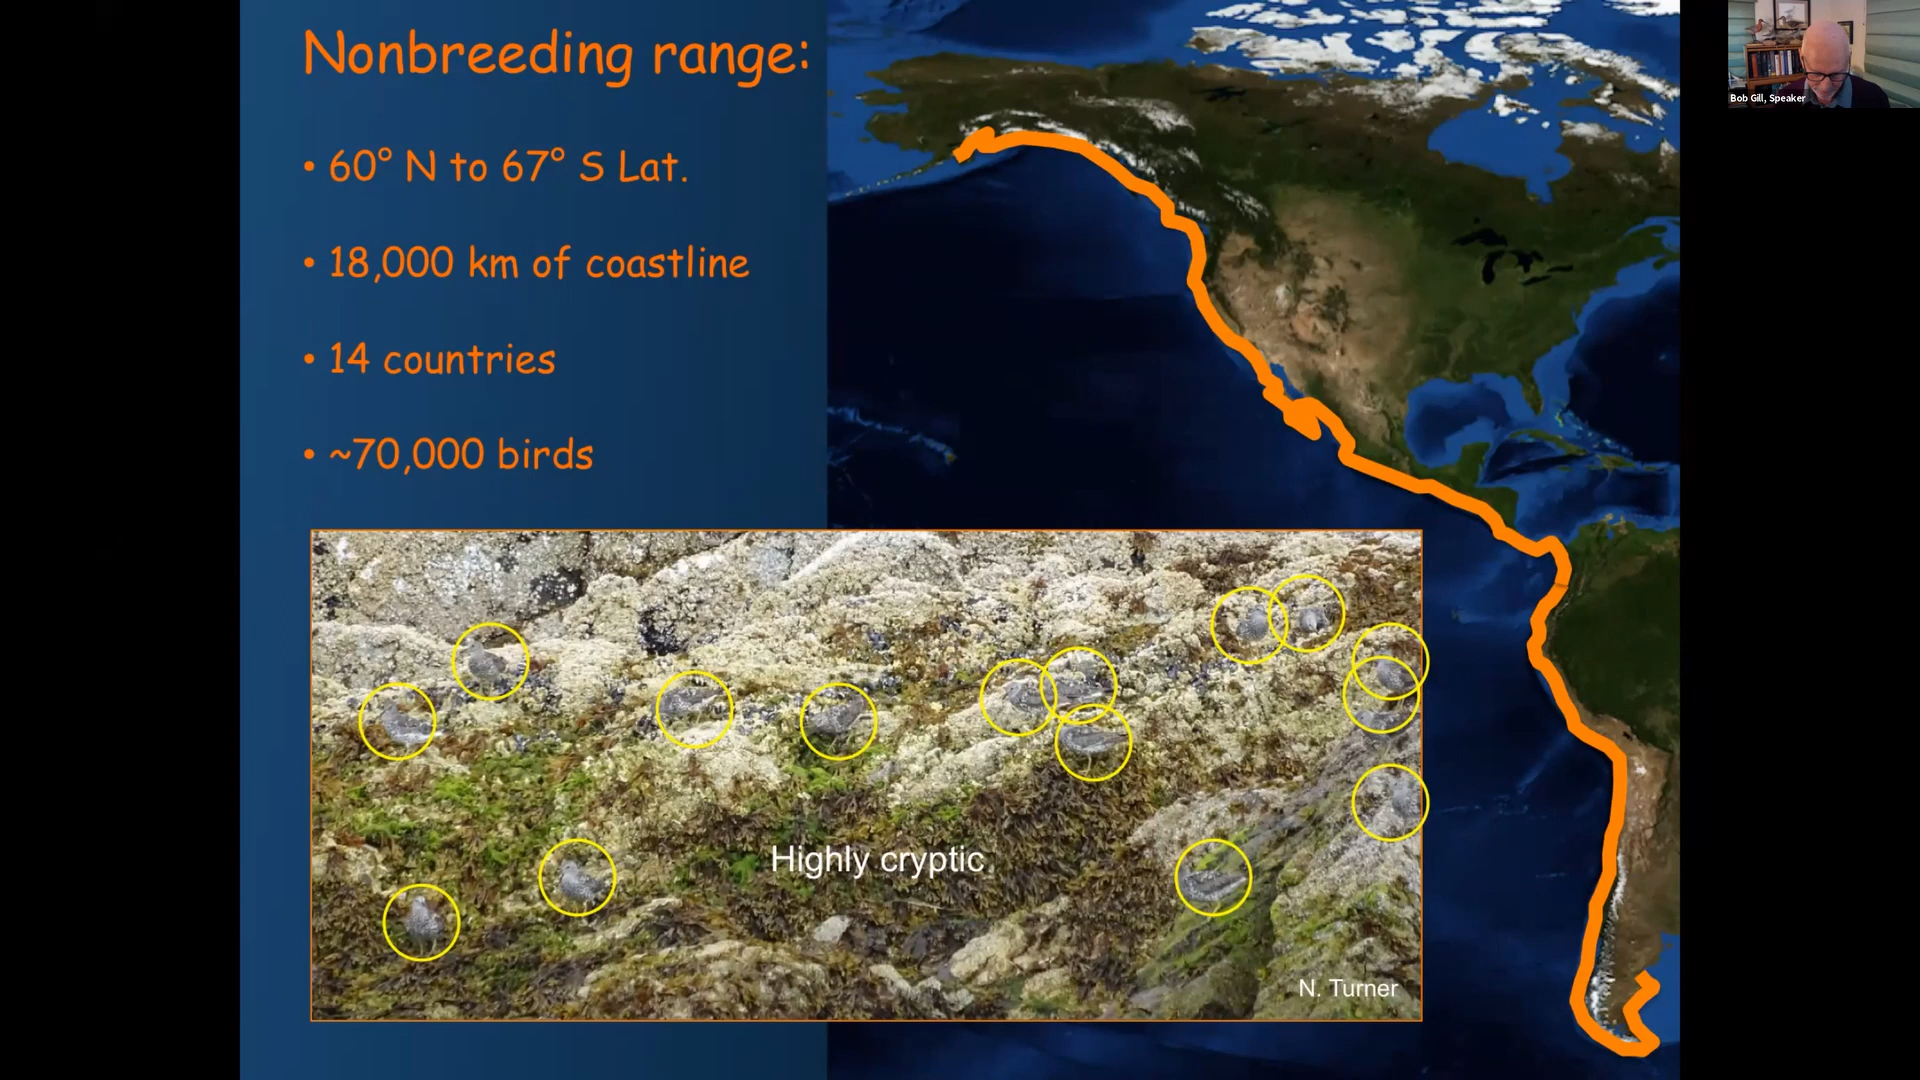 Nonbreeding range:
• 60° N to 67° S Lat.
• 18,000 km of coastline
• 14 countries
• ~70,000 birds
Highly cryptic
N. Turner
Bob Gill, Speaker